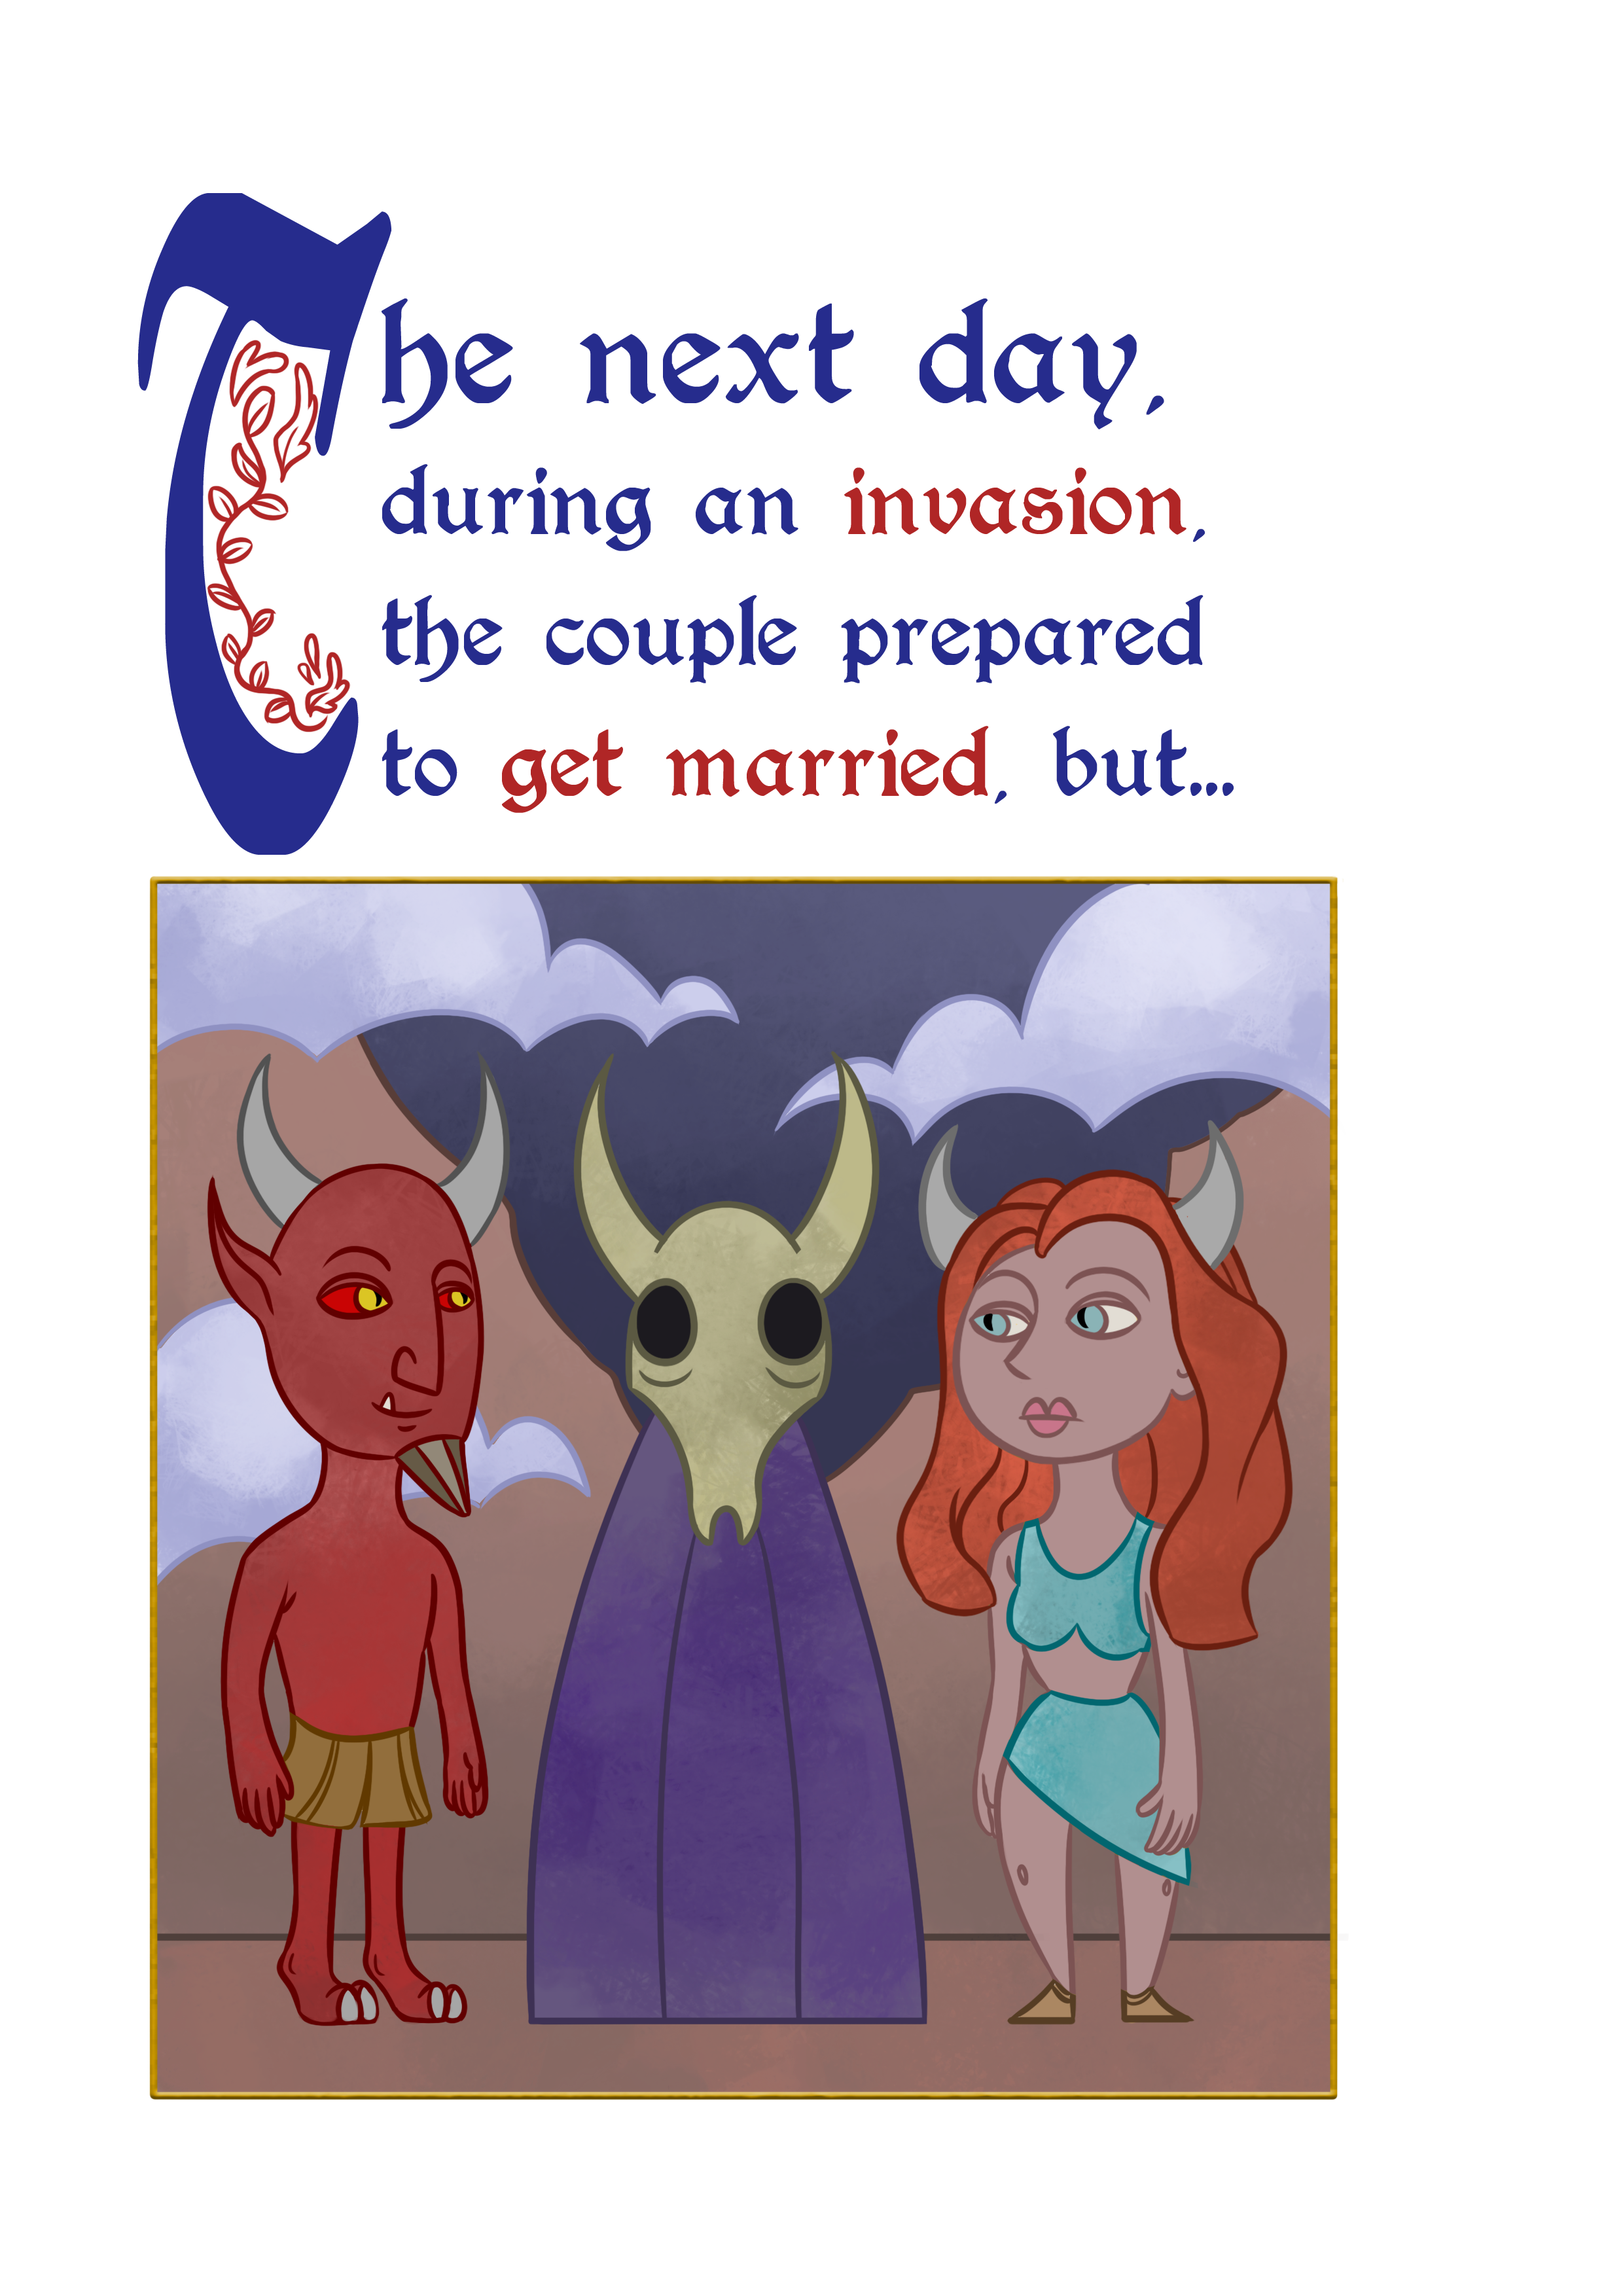 The next day,
during an invasion,
the couple prepared
to get married, but...